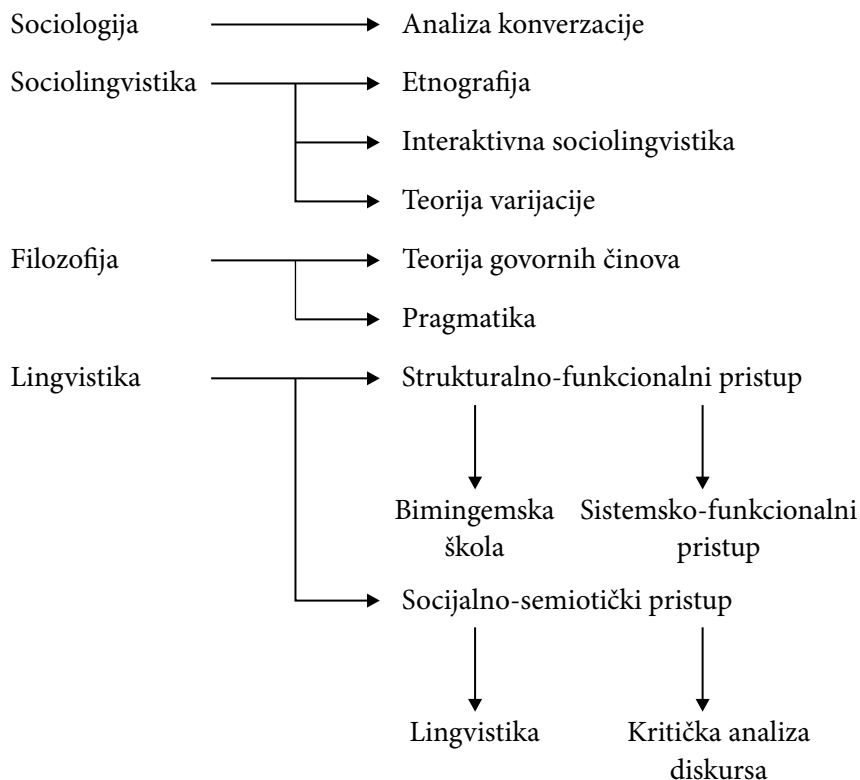 Sociologija
Analiza konverzacije
Sociolingvistika
Etnografija
Interaktivna sociolingvistika
Teorija varijacije
Filozofija
Teorija govornih činova
Pragmatika
Lingvistika
Strukturalno-funkcionalni pristup
Bimingemska
škola
Sistemsko-funkcionalni
pristup
Socijalno-semiotički pristup
Lingvistika
Kritička analiza
diskursa